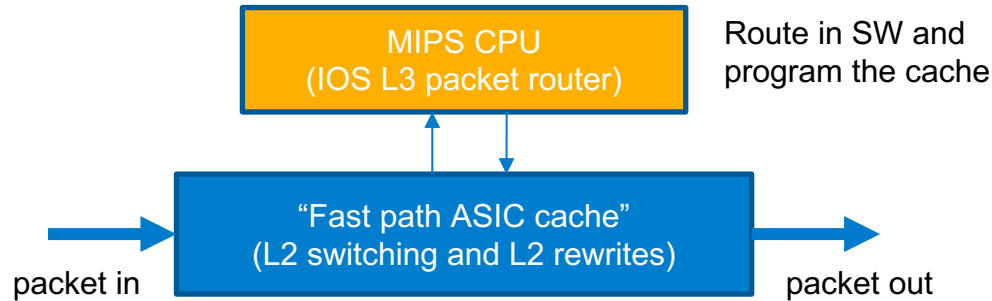 MIPS CPU
(IOS L3 packet router)
Route in SW and
program the cache
“Fast path ASIC cache”
(L2 switching and L2 rewrites)
packet in
packet out